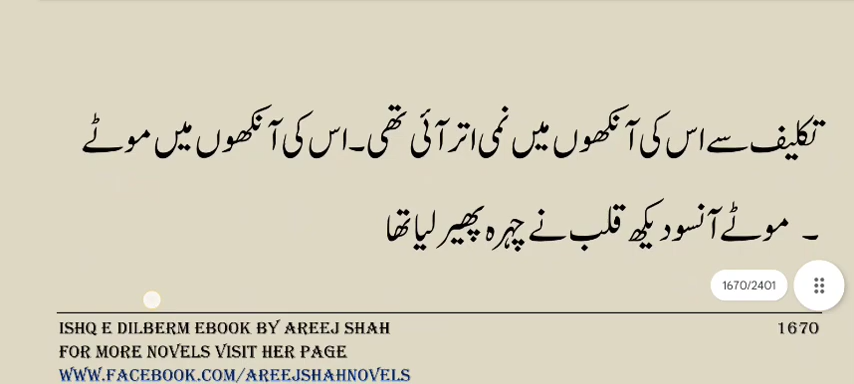 تکلیف سے اس کی آنکھوں میں نمی اتر آئی تھی۔ اس کی آنکھوں میں موٹے
۔ موٹے آنسو دیکھ قلب نے چہرہ پھیر لیا تھا
1670/2401
ISHQ E DILBERM EBOOK BY AREEJ SHAH 1670
FOR MORE NOVELS VISIT HER PAGE
WWW.FACEBOOK.COM/AREEJSHAHNOVELS